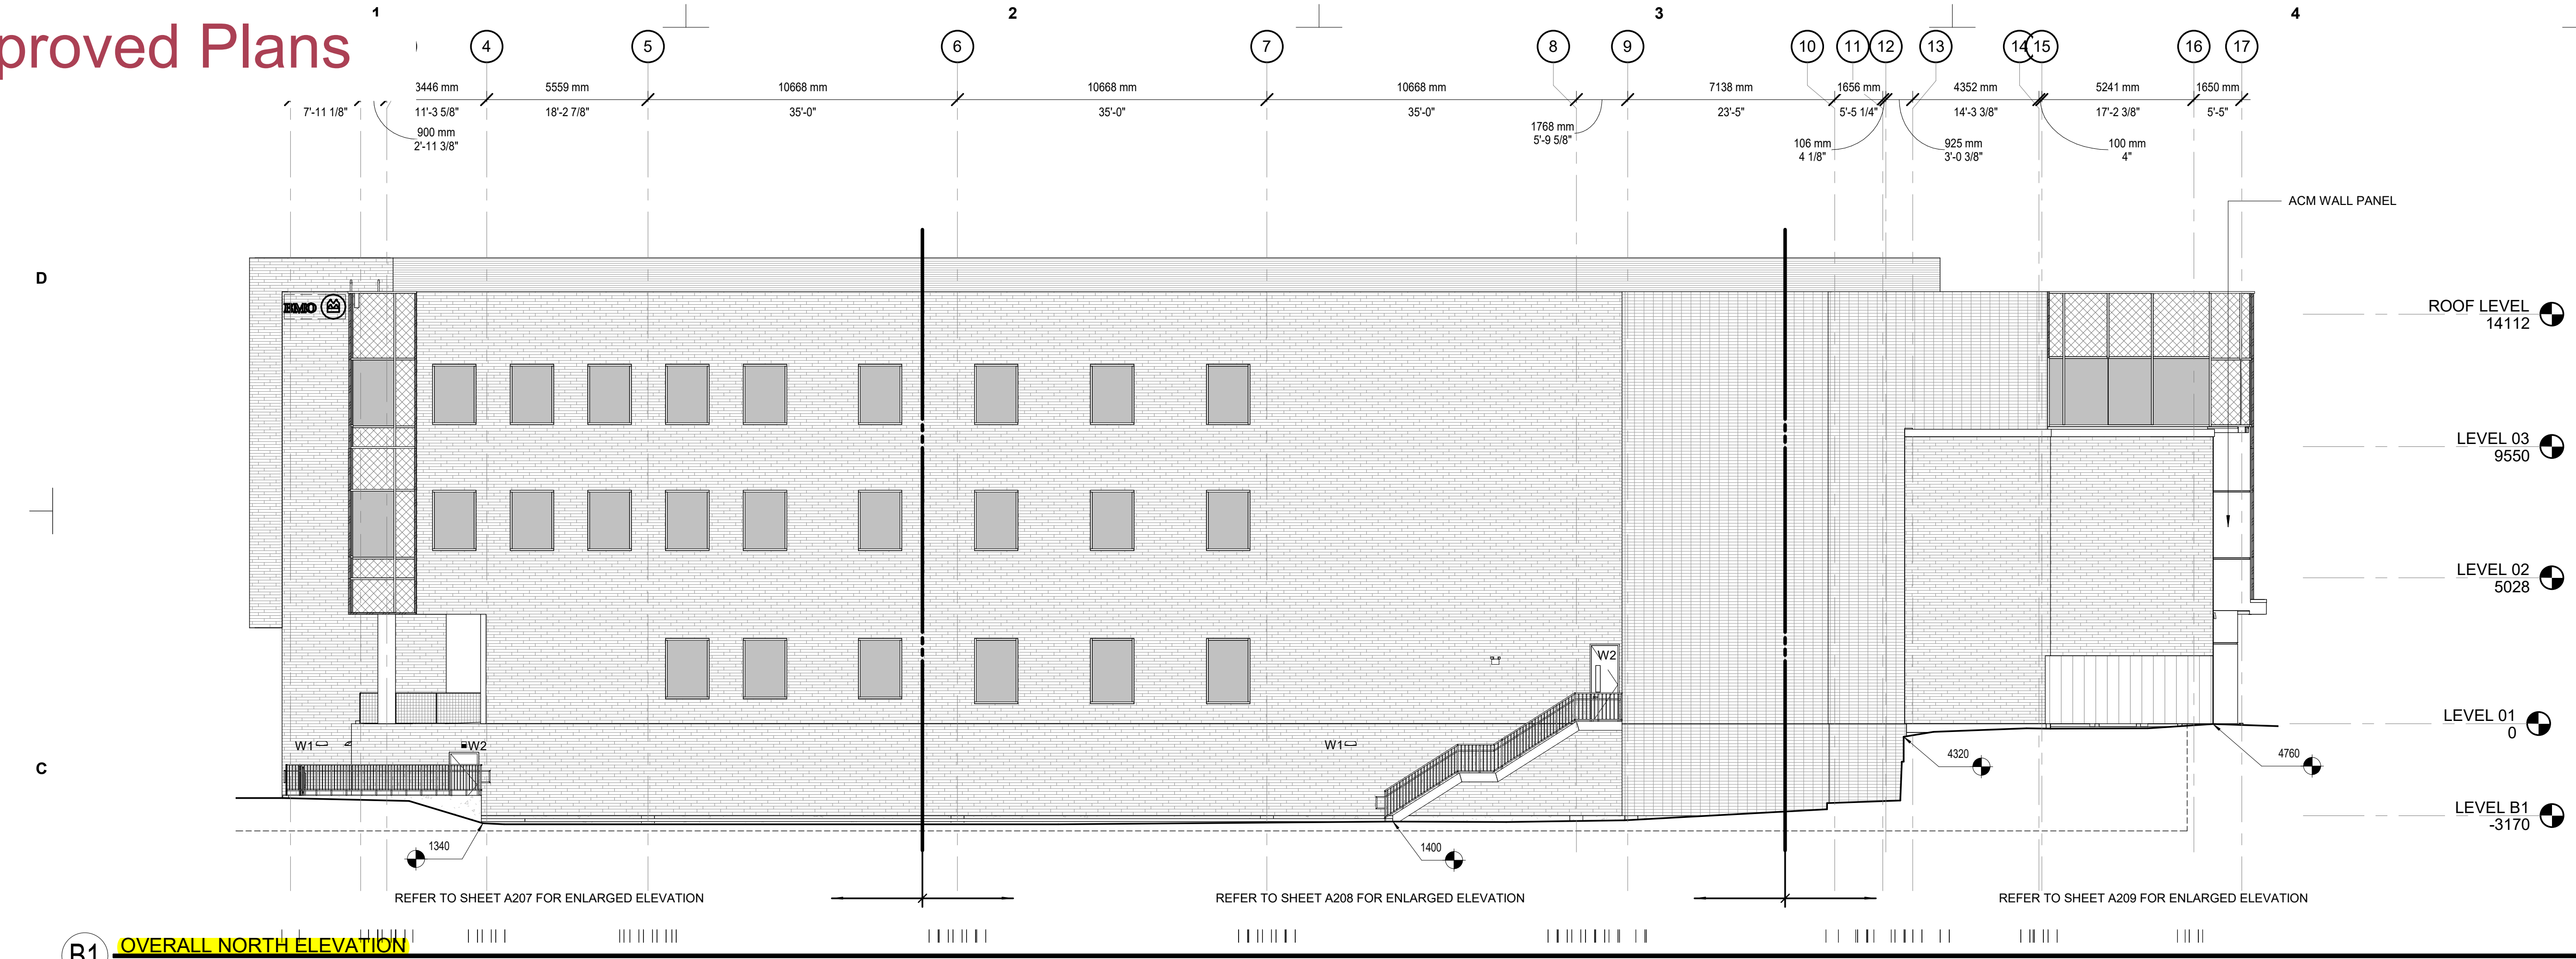 1 2 3 4
proved Plans
4 5 6 7 8 9 10 11 12 13 14 15 16 17
3446 mm 5559 mm 10668 mm 10668 mm 10668 mm 7138 mm 1656 mm 4352 mm 5241 mm 1650 mm
7'-11 1/8" 11'-3 5/8" 18'-2 7/8" 35'-0" 35'-0" 35'-0" 23'-5" 5'-5 1/4" 14'-3 3/8" 17'-2 3/8" 5'-5"
900 mm 1768 mm 106 mm 925 mm 100 mm
2'-11 3/8" 5'-9 5/8" 4 1/8" 3'-0 3/8" 4"
ACM WALL PANEL
D
BMO
ROOF LEVEL
14112
LEVEL 03
9550
LEVEL 02
5028
W2
LEVEL 01
0
W1 W2 W1
4320 4760
C
LEVEL B1
-3170
1340 1400
REFER TO SHEET A207 FOR ENLARGED ELEVATION REFER TO SHEET A208 FOR ENLARGED ELEVATION REFER TO SHEET A209 FOR ENLARGED ELEVATION
B1 OVERALL NORTH ELEVATION